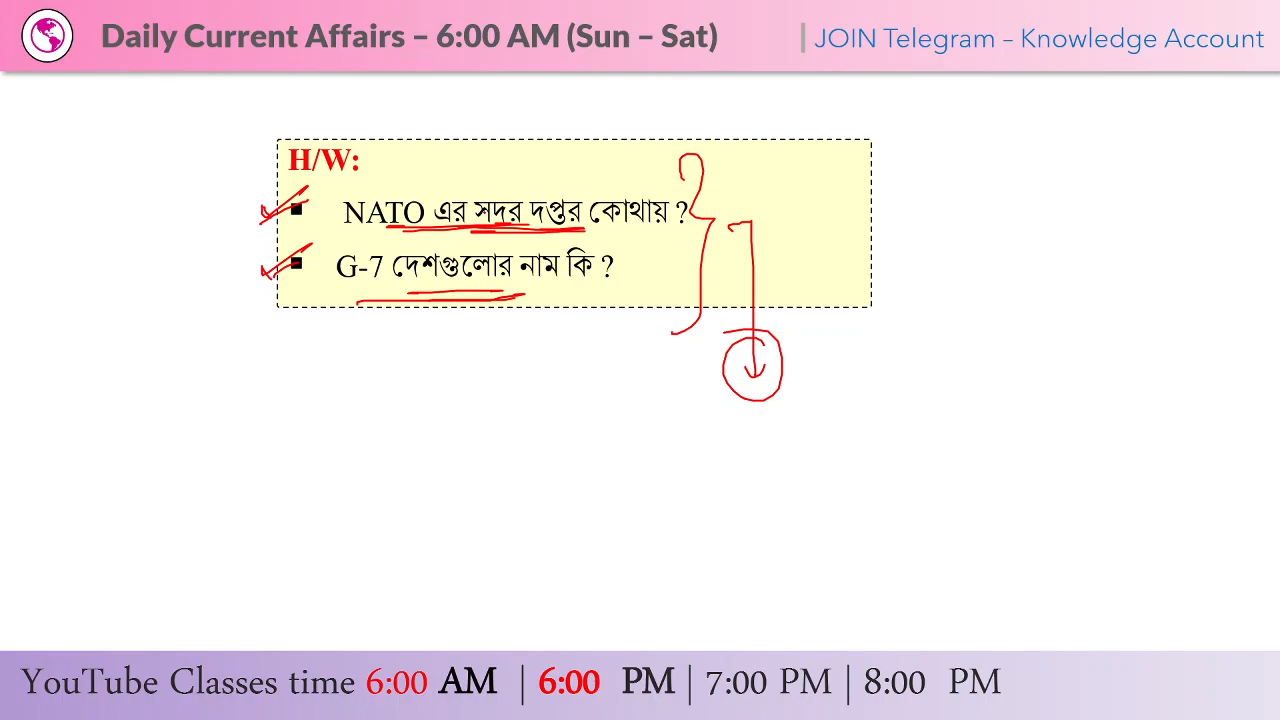 Daily Current Affairs – 6:00 AM (Sun – Sat)
JOIN Telegram – Knowledge Account
H/W:
NATO এর সদর দপ্তর কোথায় ?
G-7 দেশগুলোর নাম কি ?
YouTube Classes time 6:00 AM | 6:00 PM | 7:00 PM | 8:00 PM